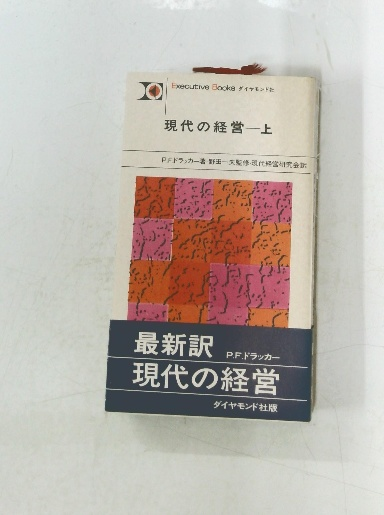 Executive Books ダイヤモンド社
現代の経営—上
P.F.ドラッカー著・野田一夫監修・現代経営研究会訳
最新訳 P.F.ドラッカー
現代の経営
ダイヤモンド社版